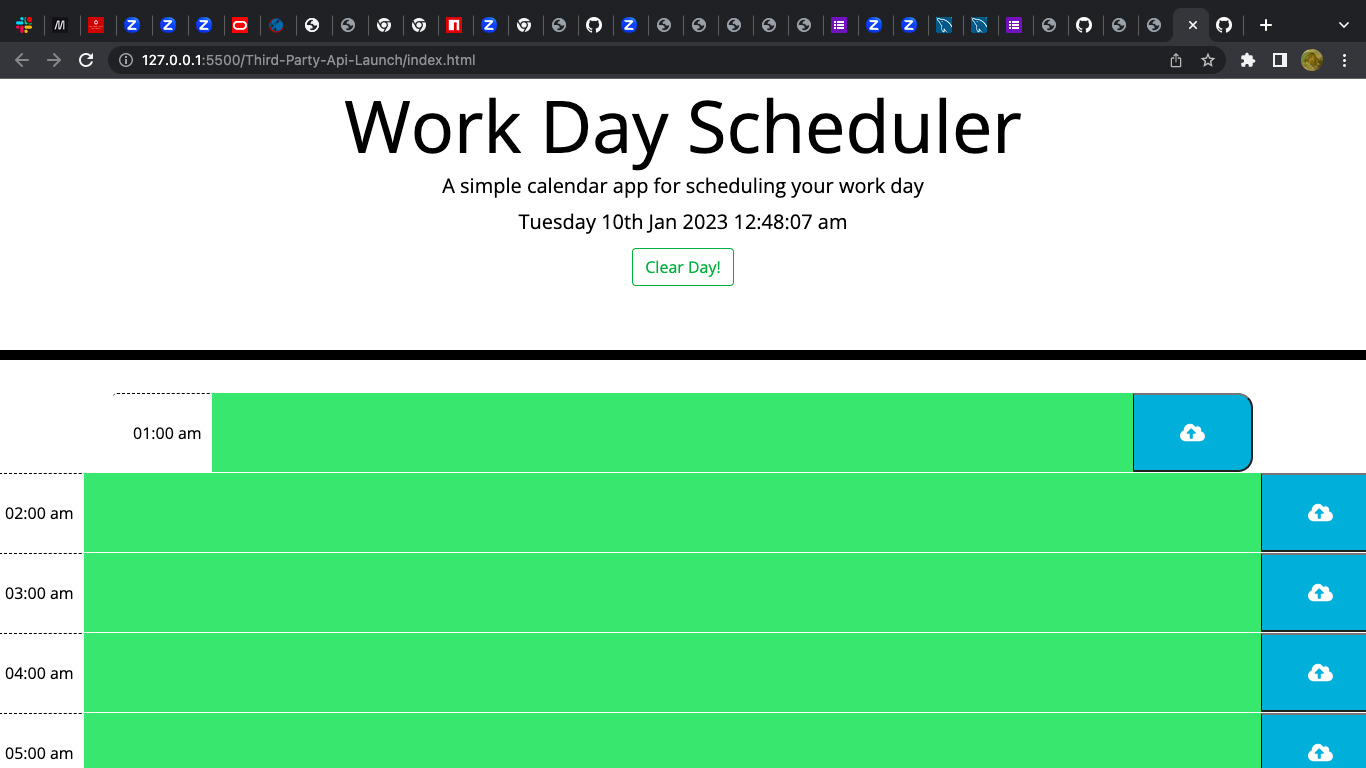 127.0.0.1:5500/Third-Party-Api-Launch/index.html
Work Day Scheduler
A simple calendar app for scheduling your work day
Tuesday 10th Jan 2023 12:48:07 am
Clear Day!
01:00 am
02:00 am
03:00 am
04:00 am
05:00 am